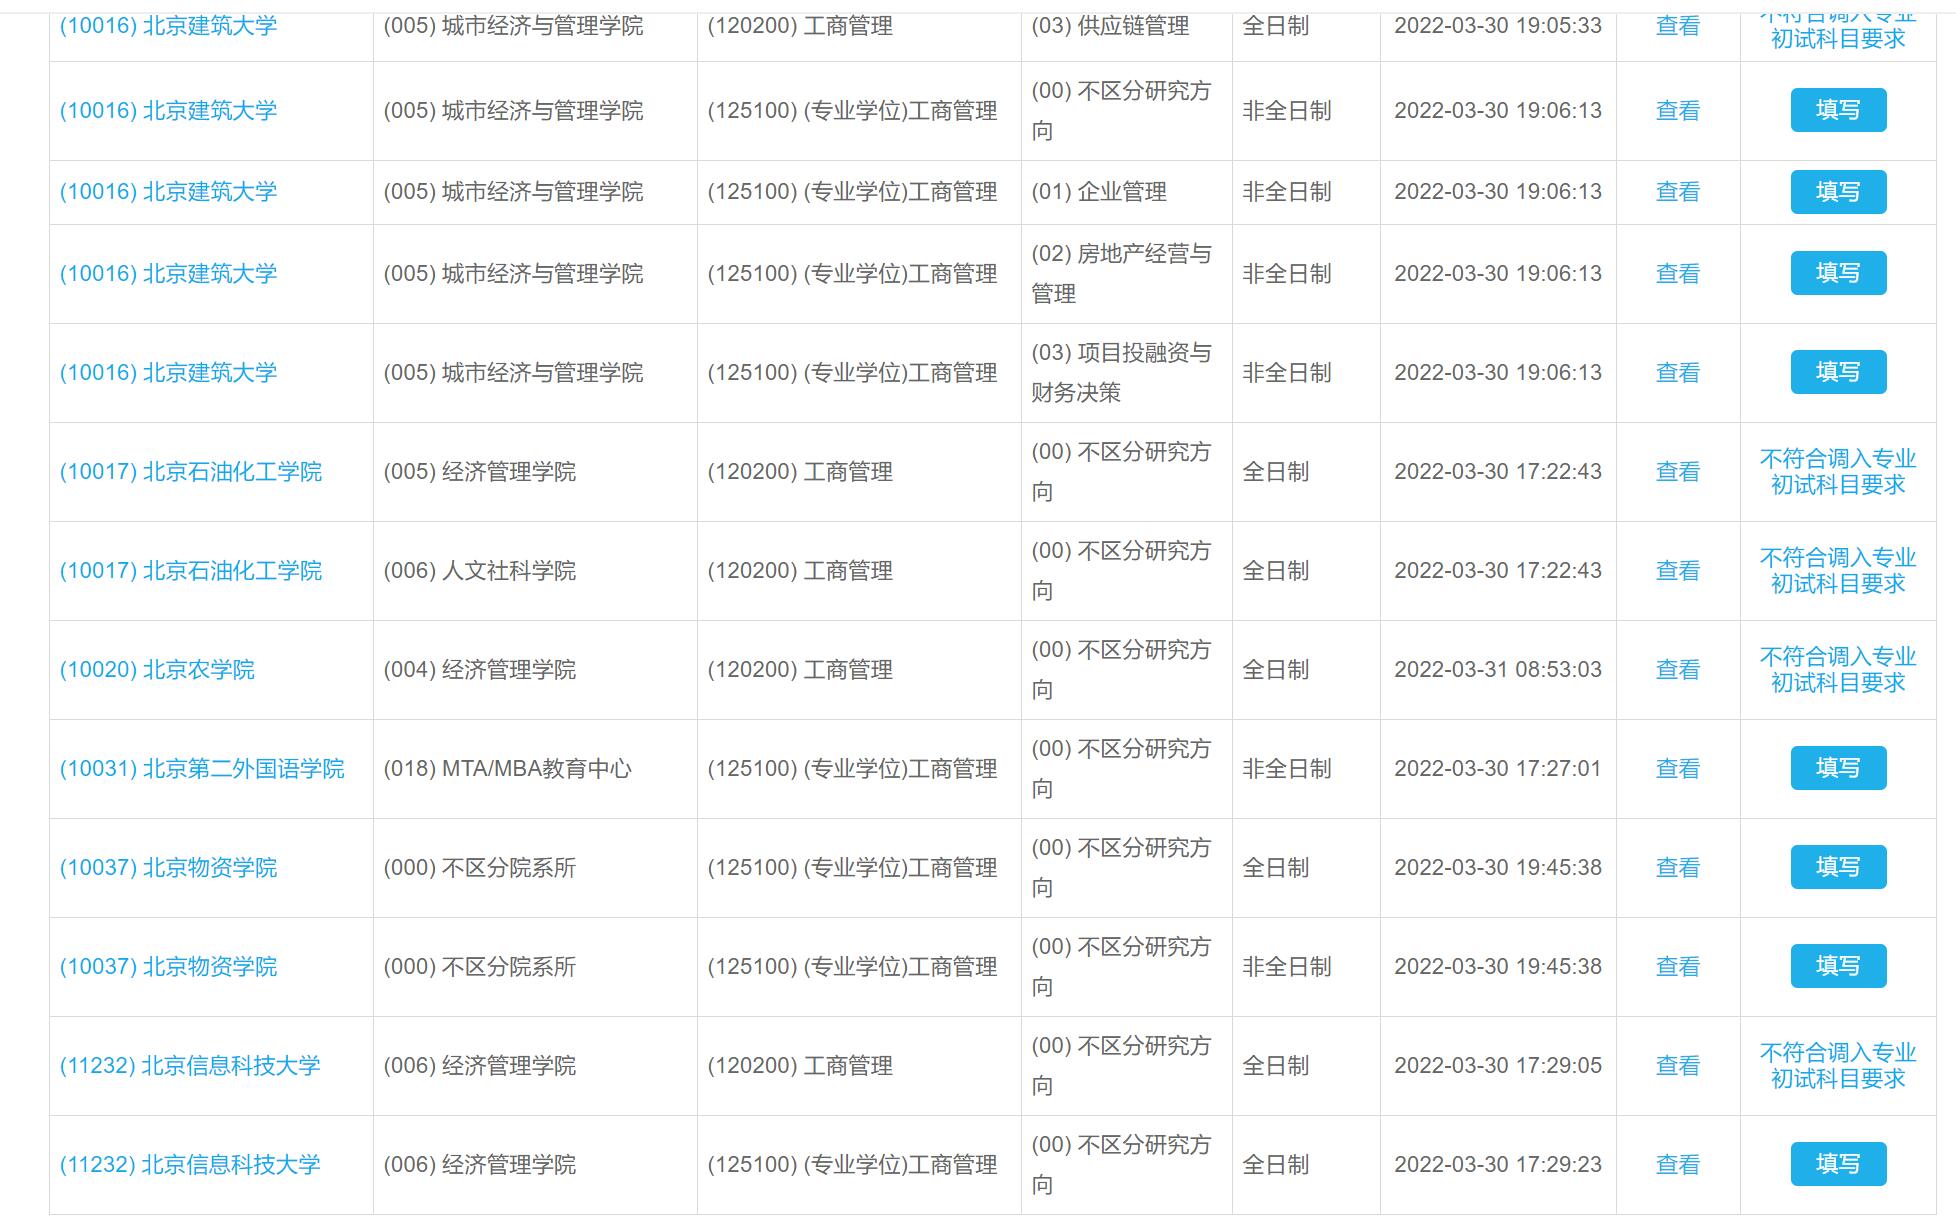 (10016) 北京建筑大学 (005) 城市经济与管理学院 (120200) 工商管理 (03) 供应链管理 全日制 2022-03-30 19:05:33 查看 不符合调入专业
初试科目要求
(10016) 北京建筑大学 (005) 城市经济与管理学院 (125100) (专业学位)工商管理 (00) 不区分研究方
向 非全日制 2022-03-30 19:06:13 查看 填写
(10016) 北京建筑大学 (005) 城市经济与管理学院 (125100) (专业学位)工商管理 (01) 企业管理 非全日制 2022-03-30 19:06:13 查看 填写
(10016) 北京建筑大学 (005) 城市经济与管理学院 (125100) (专业学位)工商管理 (02) 房地产经营与
管理 非全日制 2022-03-30 19:06:13 查看 填写
(10016) 北京建筑大学 (005) 城市经济与管理学院 (125100) (专业学位)工商管理 (03) 项目投融资与
财务决策 非全日制 2022-03-30 19:06:13 查看 填写
(10017) 北京石油化工学院 (005) 经济管理学院 (120200) 工商管理 (00) 不区分研究方
向 全日制 2022-03-30 17:22:43 查看 不符合调入专业
初试科目要求
(10017) 北京石油化工学院 (006) 人文社科学院 (120200) 工商管理 (00) 不区分研究方
向 全日制 2022-03-30 17:22:43 查看 不符合调入专业
初试科目要求
(10020) 北京农学院 (004) 经济管理学院 (120200) 工商管理 (00) 不区分研究方
向 全日制 2022-03-31 08:53:03 查看 不符合调入专业
初试科目要求
(10031) 北京第二外国语学院 (018) MTA/MBA教育中心 (125100) (专业学位)工商管理 (00) 不区分研究方
向 非全日制 2022-03-30 17:27:01 查看 填写
(10037) 北京物资学院 (000) 不区分院系所 (125100) (专业学位)工商管理 (00) 不区分研究方
向 全日制 2022-03-30 19:45:38 查看 填写
(10037) 北京物资学院 (000) 不区分院系所 (125100) (专业学位)工商管理 (00) 不区分研究方
向 非全日制 2022-03-30 19:45:38 查看 填写
(11232) 北京信息科技大学 (006) 经济管理学院 (120200) 工商管理 (00) 不区分研究方
向 全日制 2022-03-30 17:29:05 查看 不符合调入专业
初试科目要求
(11232) 北京信息科技大学 (006) 经济管理学院 (125100) (专业学位)工商管理 (00) 不区分研究方
向 全日制 2022-03-30 17:29:23 查看 填写